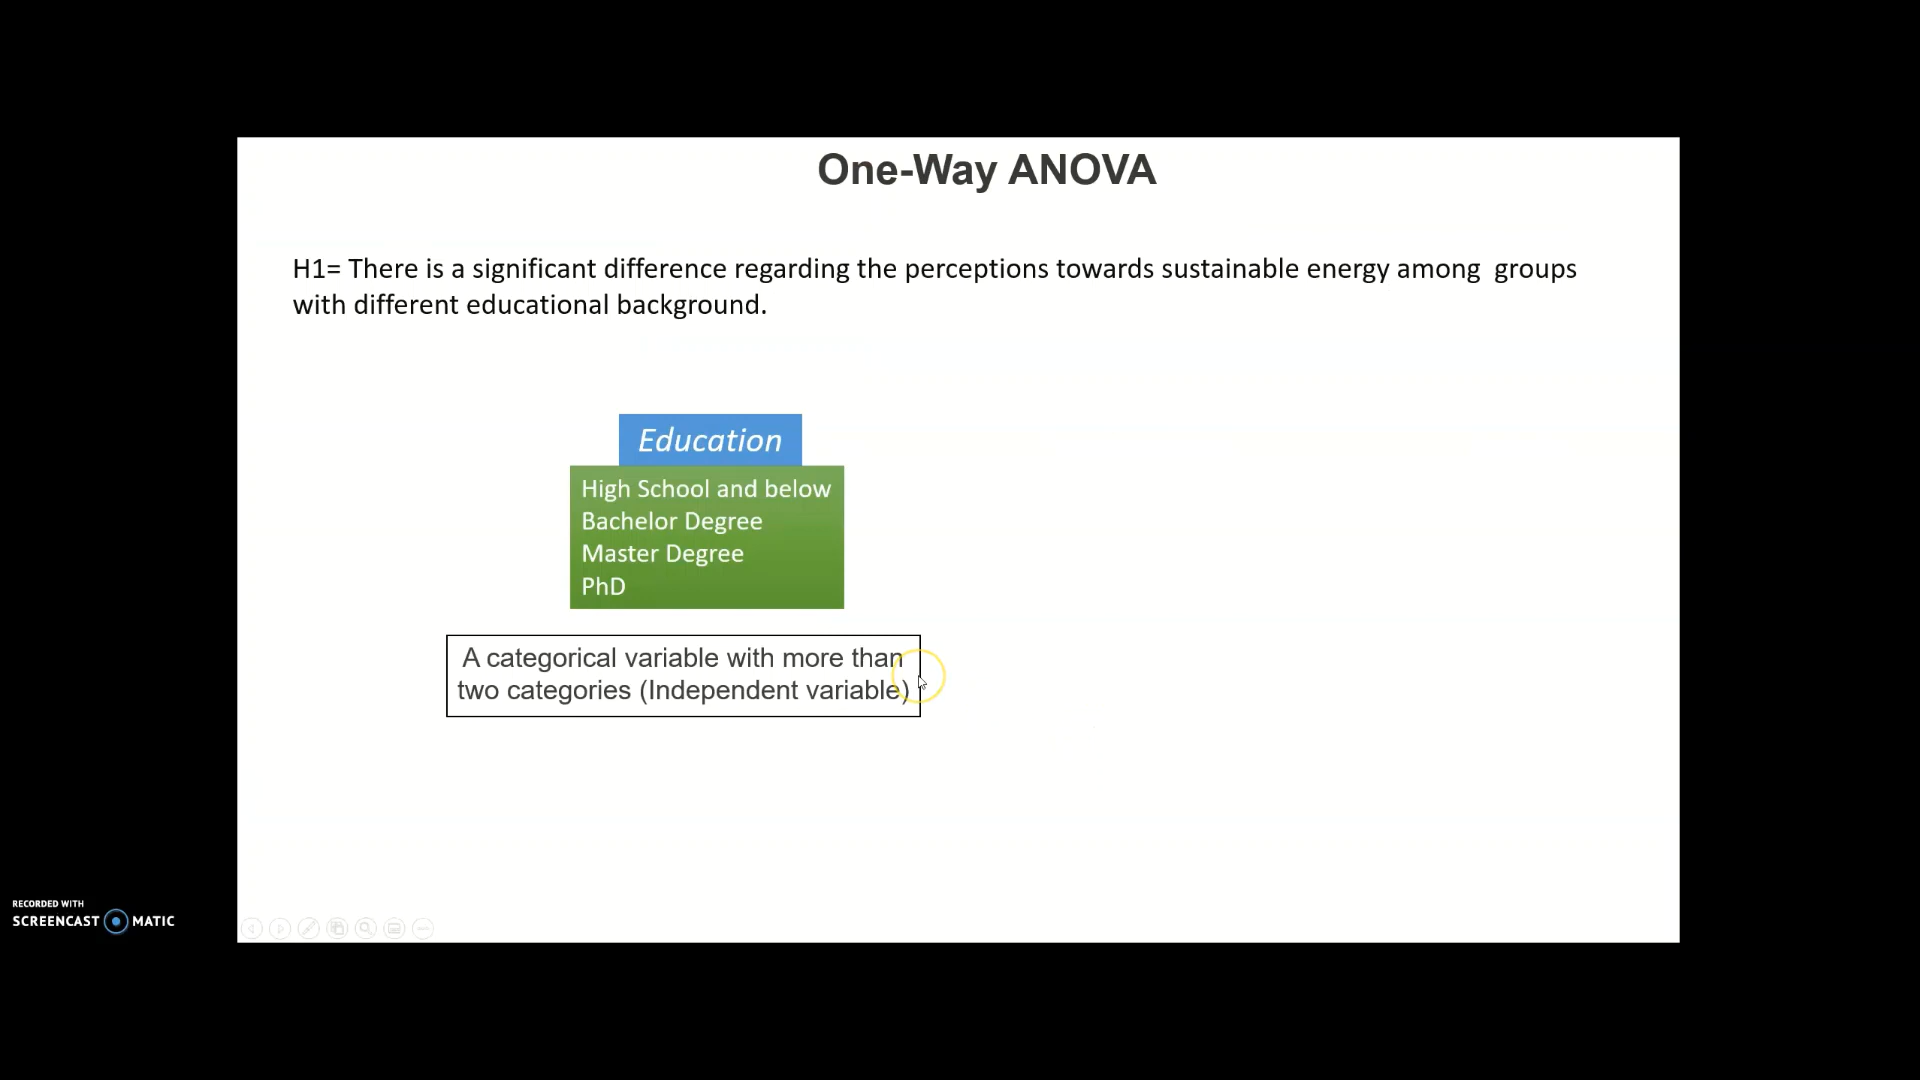 One-Way ANOVA
H1= There is a significant difference regarding the perceptions towards sustainable energy among  groups
with different educational background.
Education
High School and below
Bachelor Degree
Master Degree
PhD
A categorical variable with more than
two categories (Independent variable)
RECORDED WITH
SCREENCAST MATIC